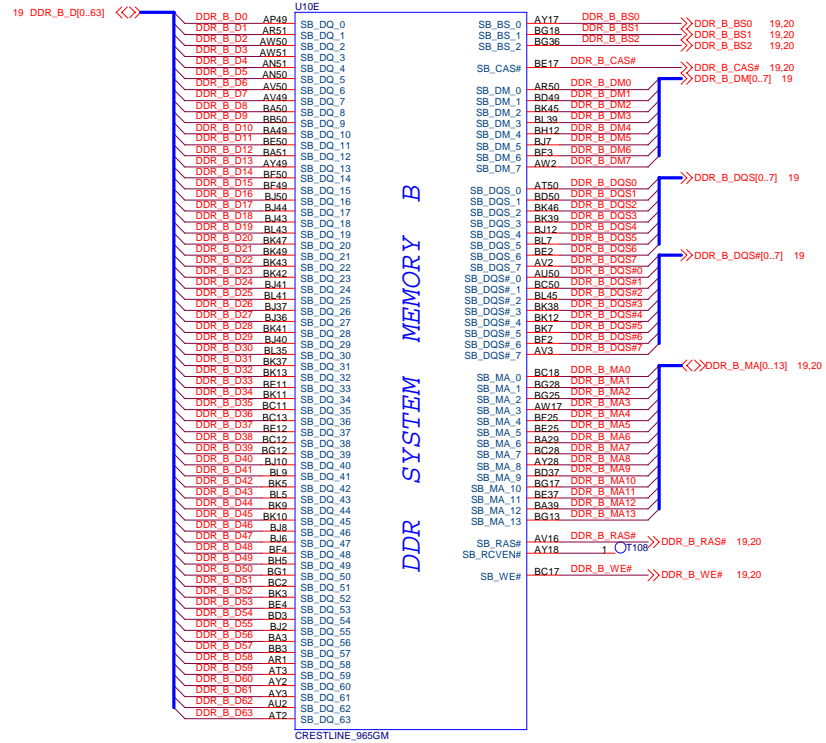 U10E
19 DDR_B_D[0..63]
DDR_B_D0 AP49 SB_DQ_0
DDR_B_D1 AR51 SB_DQ_1
DDR_B_D2 AW50 SB_DQ_2
DDR_B_D3 AW51 SB_DQ_3
DDR_B_D4 AN51 SB_DQ_4
DDR_B_D5 AN50 SB_DQ_5
DDR_B_D6 AV50 SB_DQ_6
DDR_B_D7 AV49 SB_DQ_7
DDR_B_D8 BA50 SB_DQ_8
DDR_B_D9 BB50 SB_DQ_9
DDR_B_D10 BA49 SB_DQ_10
DDR_B_D11 BE50 SB_DQ_11
DDR_B_D12 BA51 SB_DQ_12
DDR_B_D13 AY49 SB_DQ_13
DDR_B_D14 BF50 SB_DQ_14
DDR_B_D15 BF49 SB_DQ_15
DDR_B_D16 BJ50 SB_DQ_16
DDR_B_D17 BJ44 SB_DQ_17
DDR_B_D18 BJ43 SB_DQ_18
DDR_B_D19 BL43 SB_DQ_19
DDR_B_D20 BK47 SB_DQ_20
DDR_B_D21 BK49 SB_DQ_21
DDR_B_D22 BK43 SB_DQ_22
DDR_B_D23 BK42 SB_DQ_23
DDR_B_D24 BJ41 SB_DQ_24
DDR_B_D25 BL41 SB_DQ_25
DDR_B_D26 BJ37 SB_DQ_26
DDR_B_D27 BJ36 SB_DQ_27
DDR_B_D28 BK41 SB_DQ_28
DDR_B_D29 BJ40 SB_DQ_29
DDR_B_D30 BL35 SB_DQ_30
DDR_B_D31 BK37 SB_DQ_31
DDR_B_D32 BK13 SB_DQ_32
DDR_B_D33 BE11 SB_DQ_33
DDR_B_D34 BK11 SB_DQ_34
DDR_B_D35 BC11 SB_DQ_35
DDR_B_D36 BC13 SB_DQ_36
DDR_B_D37 BE12 SB_DQ_37
DDR_B_D38 BC12 SB_DQ_38
DDR_B_D39 BG12 SB_DQ_39
DDR_B_D40 BJ10 SB_DQ_40
DDR_B_D41 BL9 SB_DQ_41
DDR_B_D42 BK5 SB_DQ_42
DDR_B_D43 BL5 SB_DQ_43
DDR_B_D44 BK9 SB_DQ_44
DDR_B_D45 BK10 SB_DQ_45
DDR_B_D46 BJ8 SB_DQ_46
DDR_B_D47 BJ6 SB_DQ_47
DDR_B_D48 BF4 SB_DQ_48
DDR_B_D49 BH5 SB_DQ_49
DDR_B_D50 BG1 SB_DQ_50
DDR_B_D51 BC2 SB_DQ_51
DDR_B_D52 BK3 SB_DQ_52
DDR_B_D53 BE4 SB_DQ_53
DDR_B_D54 BD3 SB_DQ_54
DDR_B_D55 BJ2 SB_DQ_55
DDR_B_D56 BA3 SB_DQ_56
DDR_B_D57 BB3 SB_DQ_57
DDR_B_D58 AR1 SB_DQ_58
DDR_B_D59 AT3 SB_DQ_59
DDR_B_D60 AY2 SB_DQ_60
DDR_B_D61 AY3 SB_DQ_61
DDR_B_D62 AU2 SB_DQ_62
DDR_B_D63 AT2 SB_DQ_63
DDR SYSTEM MEMORY B
SB_BS_0 AY17 DDR_B_BS0 DDR_B_BS0 19,20
SB_BS_1 BG18 DDR_B_BS1 DDR_B_BS1 19,20
SB_BS_2 BG36 DDR_B_BS2 DDR_B_BS2 19,20
SB_CAS# BE17 DDR_B_CAS# DDR_B_CAS# 19,20
DDR_B_DM[0..7] 19
SB_DM_0 AR50 DDR_B_DM0
SB_DM_1 BD49 DDR_B_DM1
SB_DM_2 BK45 DDR_B_DM2
SB_DM_3 BL39 DDR_B_DM3
SB_DM_4 BH12 DDR_B_DM4
SB_DM_5 BJ7 DDR_B_DM5
SB_DM_6 BF3 DDR_B_DM6
SB_DM_7 AW2 DDR_B_DM7
DDR_B_DQS[0..7] 19
SB_DQS_0 AT50 DDR_B_DQS0
SB_DQS_1 BD50 DDR_B_DQS1
SB_DQS_2 BK46 DDR_B_DQS2
SB_DQS_3 BK39 DDR_B_DQS3
SB_DQS_4 BJ12 DDR_B_DQS4
SB_DQS_5 BL7 DDR_B_DQS5
SB_DQS_6 BE2 DDR_B_DQS6
SB_DQS_7 AV2 DDR_B_DQS7
DDR_B_DQS#[0..7] 19
SB_DQS#_0 AU50 DDR_B_DQS#0
SB_DQS#_1 BC50 DDR_B_DQS#1
SB_DQS#_2 BL45 DDR_B_DQS#2
SB_DQS#_3 BK38 DDR_B_DQS#3
SB_DQS#_4 BK12 DDR_B_DQS#4
SB_DQS#_5 BK7 DDR_B_DQS#5
SB_DQS#_6 BF2 DDR_B_DQS#6
SB_DQS#_7 AV3 DDR_B_DQS#7
DDR_B_MA[0..13] 19,20
SB_MA_0 BC18 DDR_B_MA0
SB_MA_1 BG28 DDR_B_MA1
SB_MA_2 BG25 DDR_B_MA2
SB_MA_3 AW17 DDR_B_MA3
SB_MA_4 BF25 DDR_B_MA4
SB_MA_5 BE25 DDR_B_MA5
SB_MA_6 BA29 DDR_B_MA6
SB_MA_7 BC28 DDR_B_MA7
SB_MA_8 AY28 DDR_B_MA8
SB_MA_9 BD37 DDR_B_MA9
SB_MA_10 BG17 DDR_B_MA10
SB_MA_11 BE37 DDR_B_MA11
SB_MA_12 BA39 DDR_B_MA12
SB_MA_13 BG13 DDR_B_MA13
SB_RAS# AV16 DDR_B_RAS# DDR_B_RAS# 19,20
SB_RCVEN# AY18 1 T108
SB_WE# BC17 DDR_B_WE# DDR_B_WE# 19,20
CRESTLINE_965GM